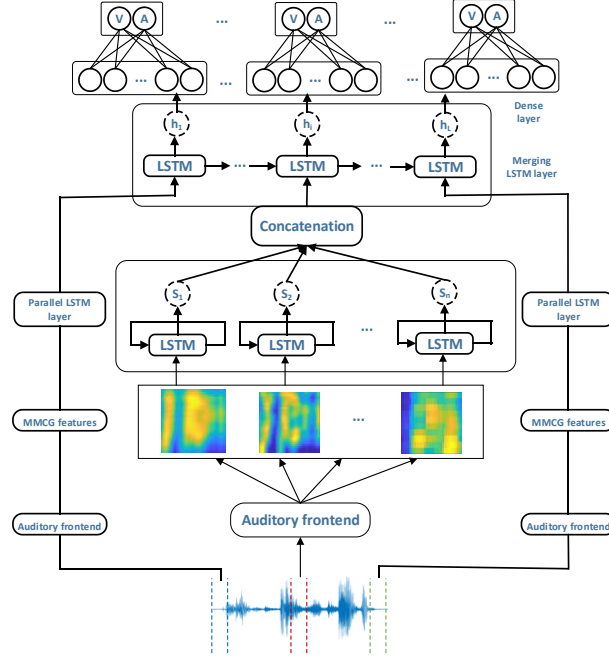 V A ... V A ... V A
... ... ... ... ...
Dense
layer
h1 hi hL
LSTM ... LSTM ... LSTM
Merging
LSTM layer
Concatenation
S1 S2 Sn
Parallel LSTM
layer
Parallel LSTM
layer
...
LSTM LSTM LSTM
MMCG features ... MMCG features
Auditory frontend Auditory frontend Auditory frontend